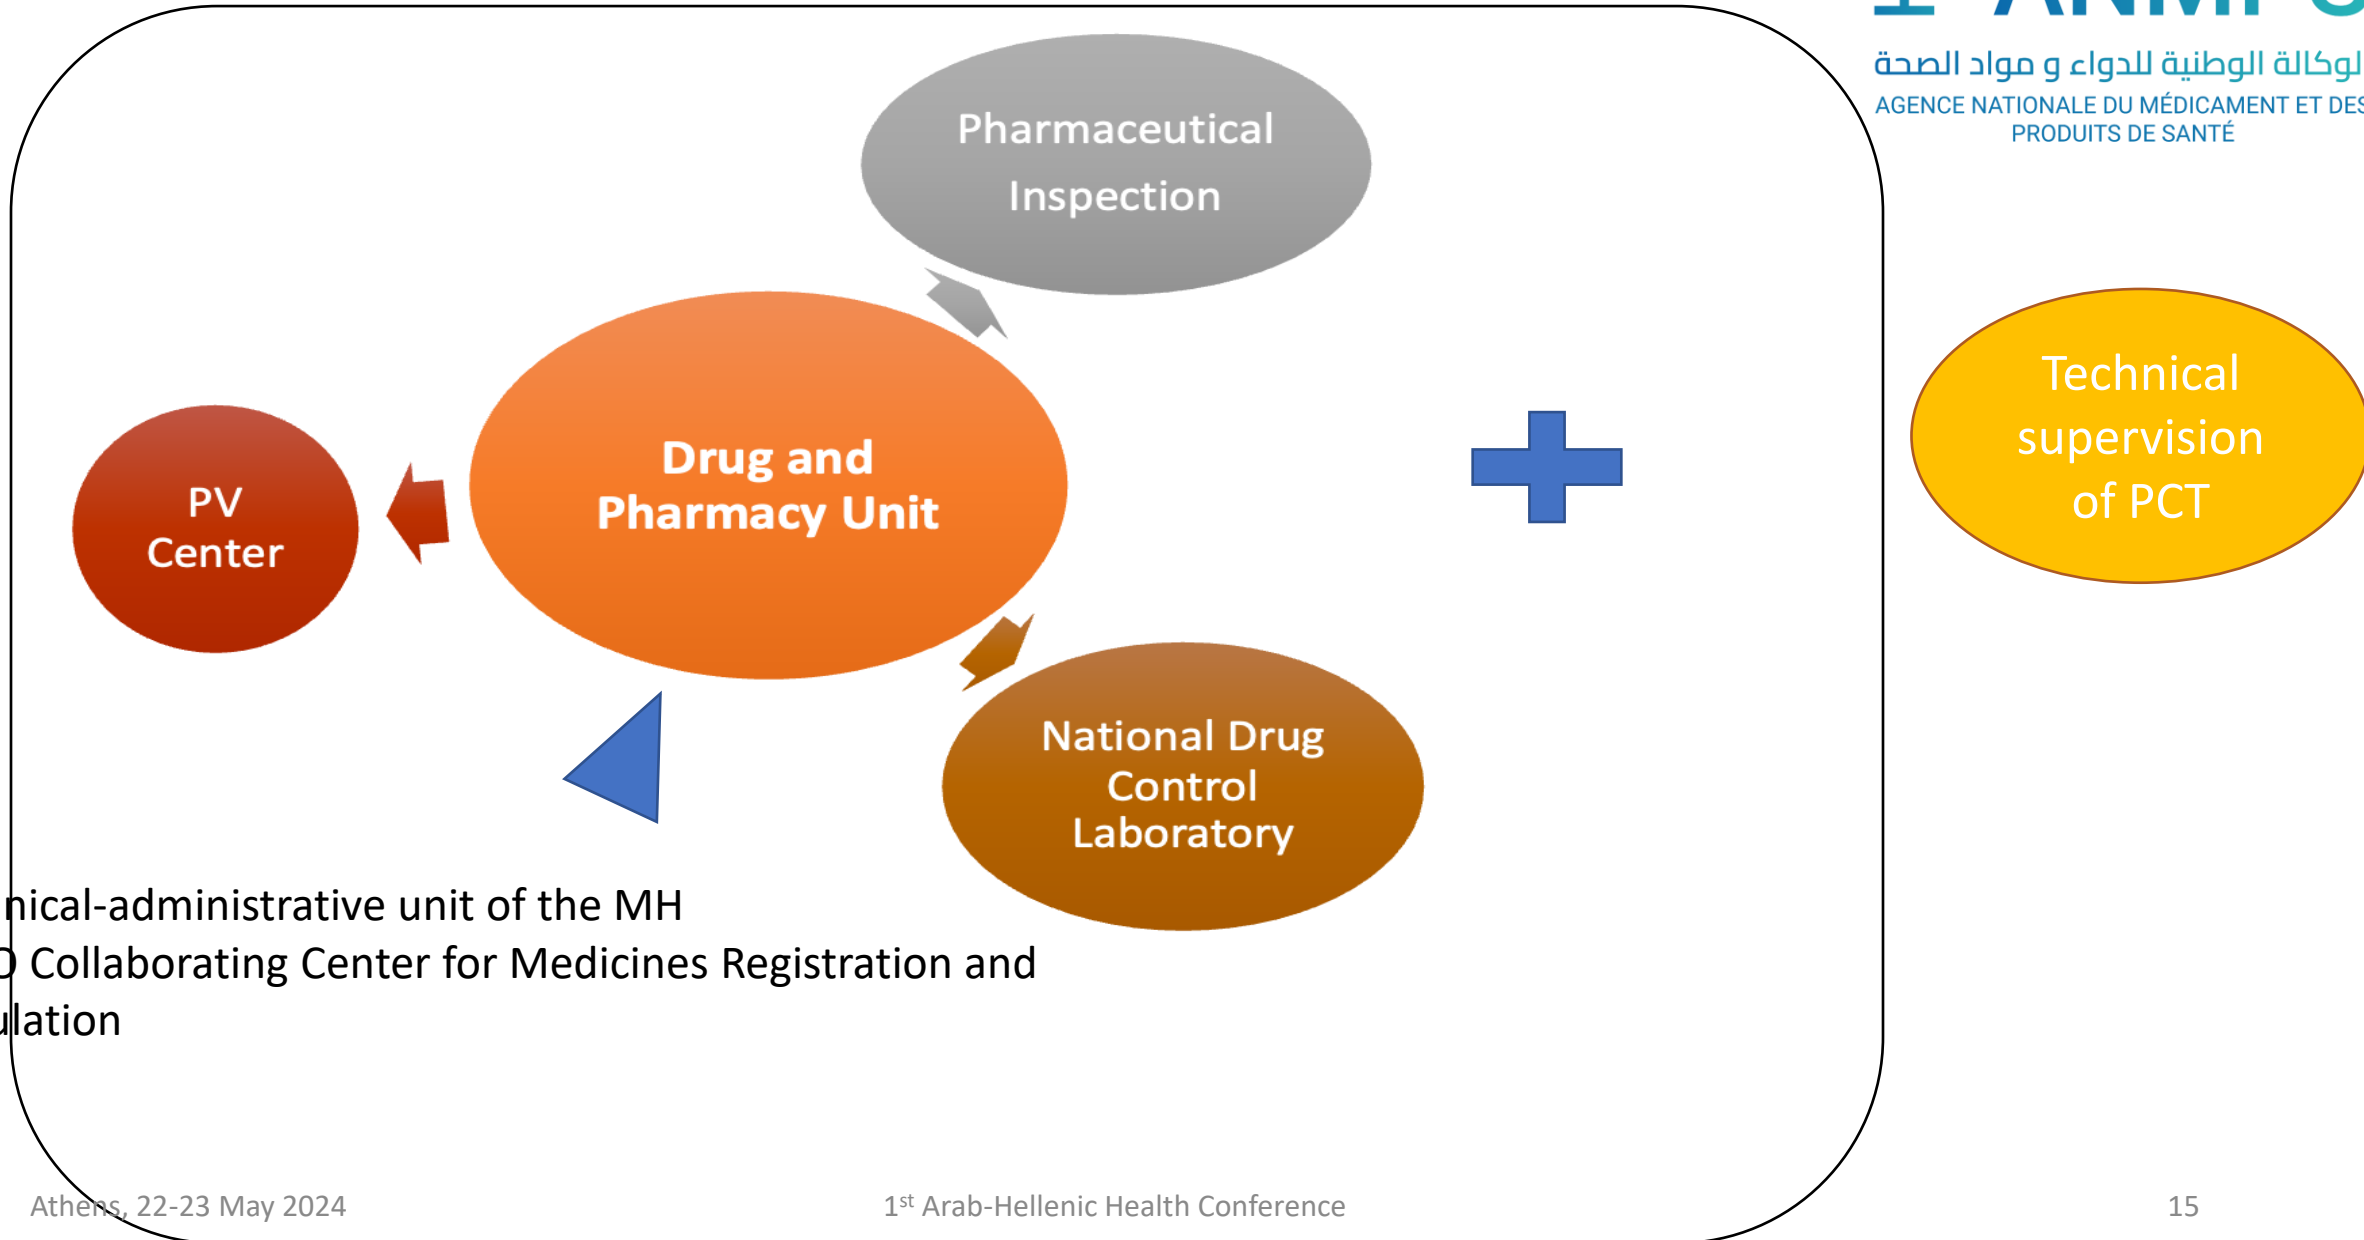 الوكالة الوطنية للدواء و مواد الصحة
AGENCE NATIONALE DU MÉDICAMENT ET DES
PRODUITS DE SANTÉ
Pharmaceutical
Inspection
Technical
supervision
of PCT
Drug and
Pharmacy Unit
PV
Center
National Drug
Control
Laboratory
nical-administrative unit of the MH
Collaborating Center for Medicines Registration and
ulation
Athens, 22-23 May 2024
1st Arab-Hellenic Health Conference
15